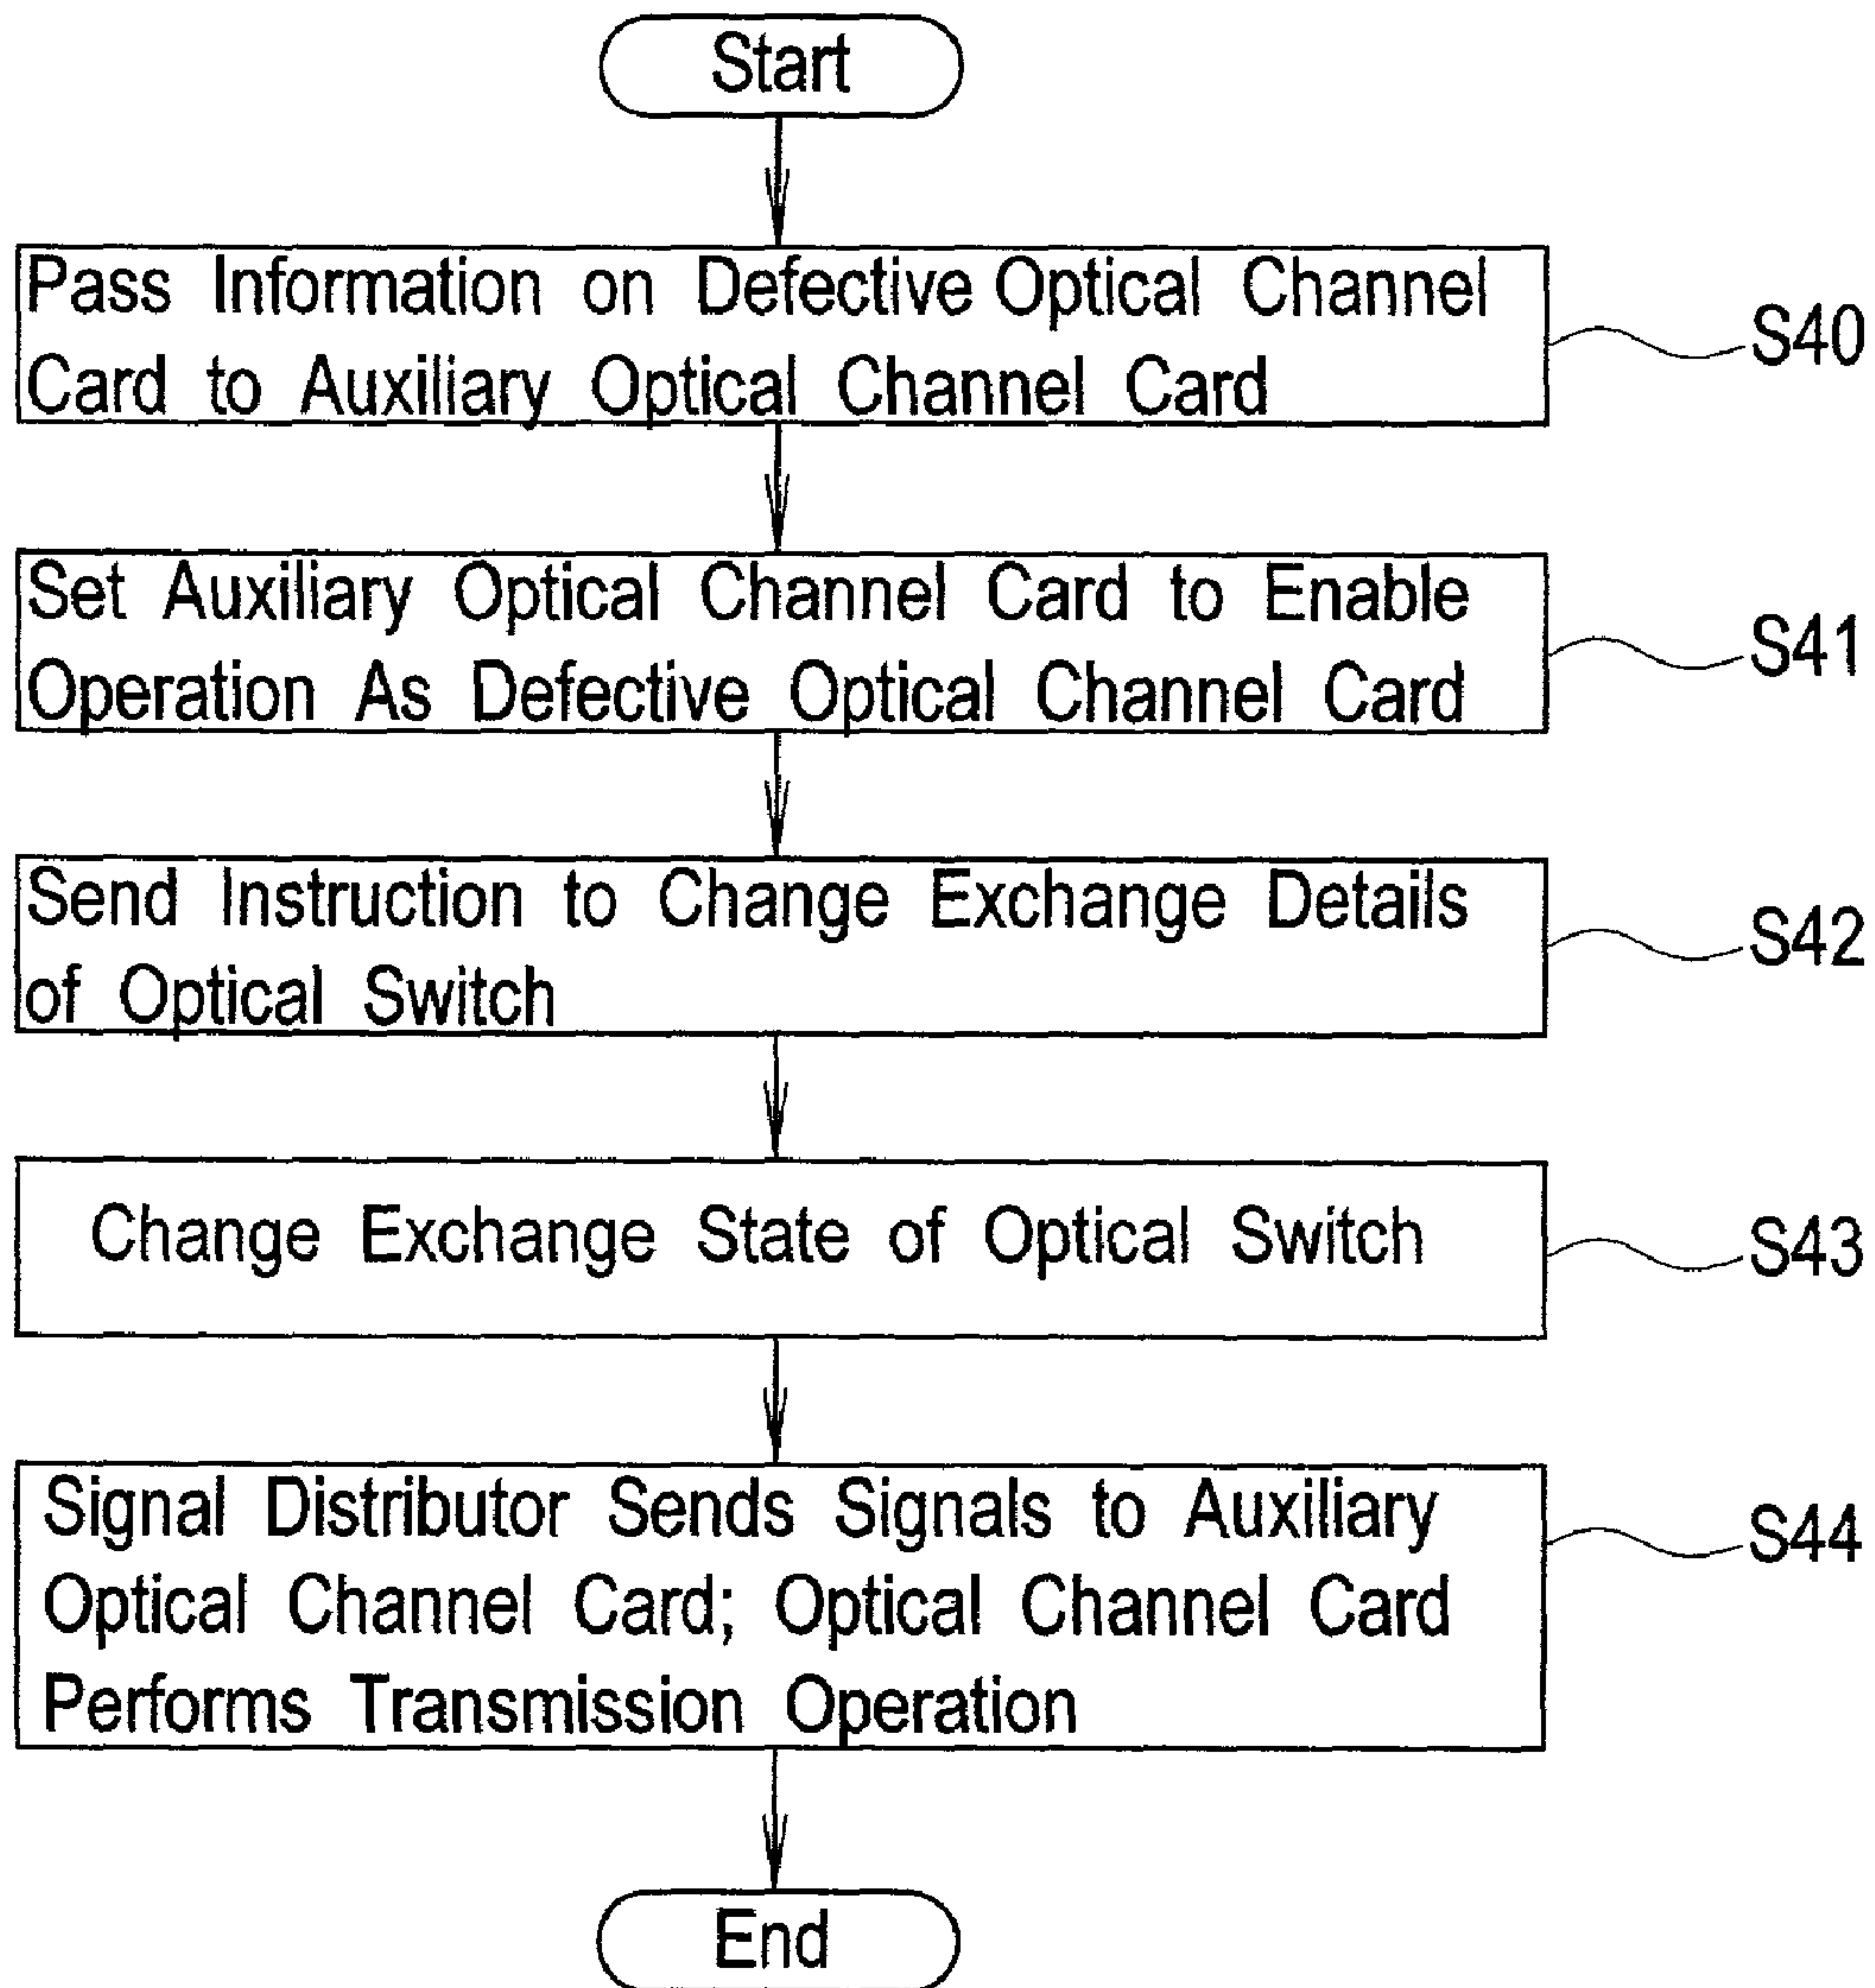 Start
Pass Information on Defective Optical Channel
Card to Auxiliary Optical Channel Card
S40
Set Auxiliary Optical Channel Card to Enable
Operation As Defective Optical Channel Card
S41
Send Instruction to Change Exchange Details
of Optical Switch
S42
Change Exchange State of Optical Switch
S43
Signal Distributor Sends Signals to Auxiliary
Optical Channel Card; Optical Channel Card
Performs Transmission Operation
S44
End